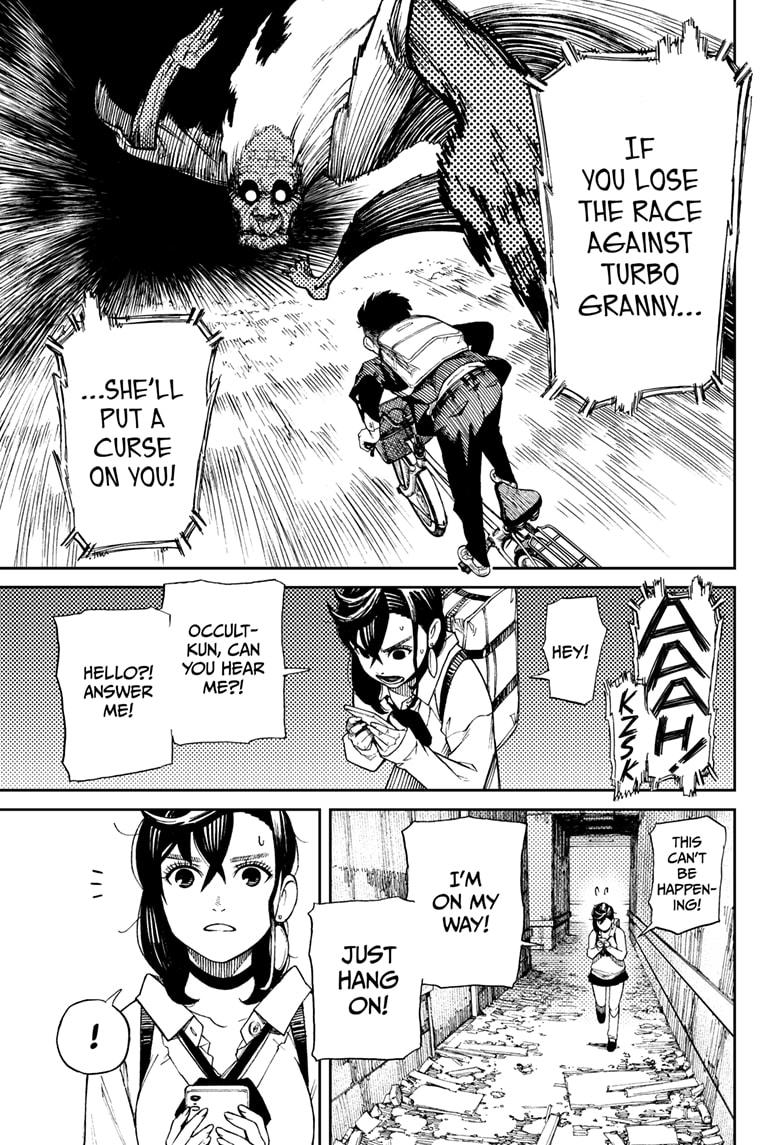 IF
YOU LOSE
THE RACE
AGAINST
TURBO
GRANNY...
...SHE'LL
PUT A
CURSE
ON YOU!
AAAH!
KZSK
HEY!
OCCULT-
KUN, CAN
YOU HEAR
ME?!
HELLO?!
ANSWER
ME!
THIS
CAN'T
BE
HAPPEN-
ING!
I'M
ON MY
WAY!
JUST
HANG
ON!
!